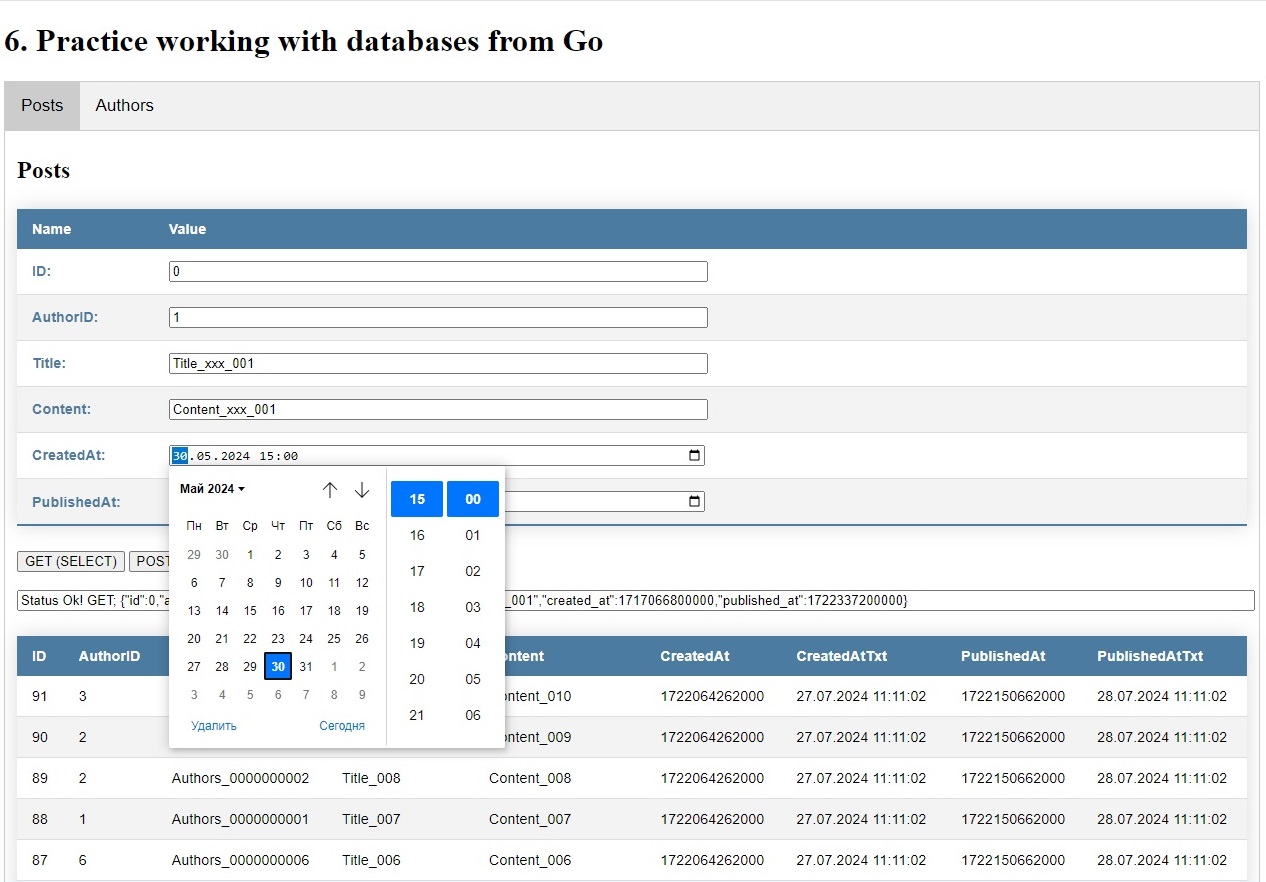 6. Practice working with databases from Go
Posts Authors
Posts
Name Value
ID: 0
AuthorID: 1
Title: Title_xxx_001
Content: Content_xxx_001
CreatedAt: 30.05.2024 15:00
PublishedAt:
Май 2024
15 00
Пн Вт Ср Чт Пт Сб Вс
16 01
29 30 1 2 3 4 5
17 02
6 7 8 9 10 11 12
18 03
13 14 15 16 17 18 19
19 04
20 21 22 23 24 25 26
27 28 29 30 31 1 2
20 05
3 4 5 6 7 8 9
21 06
Удалить Сегодня
GET (SELECT) POST
Status Ok! GET; {"id":0,"a _001","created_at":1717066800000,"published_at":1722337200000}
ID AuthorID ontent CreatedAt CreatedAtTxt PublishedAt PublishedAtTxt
91 3 ontent_010 1722064262000 27.07.2024 11:11:02 1722150662000 28.07.2024 11:11:02
90 2 ontent_009 1722064262000 27.07.2024 11:11:02 1722150662000 28.07.2024 11:11:02
89 2 Authors_0000000002 Title_008 Content_008 1722064262000 27.07.2024 11:11:02 1722150662000 28.07.2024 11:11:02
88 1 Authors_0000000001 Title_007 Content_007 1722064262000 27.07.2024 11:11:02 1722150662000 28.07.2024 11:11:02
87 6 Authors_0000000006 Title_006 Content_006 1722064262000 27.07.2024 11:11:02 1722150662000 28.07.2024 11:11:02